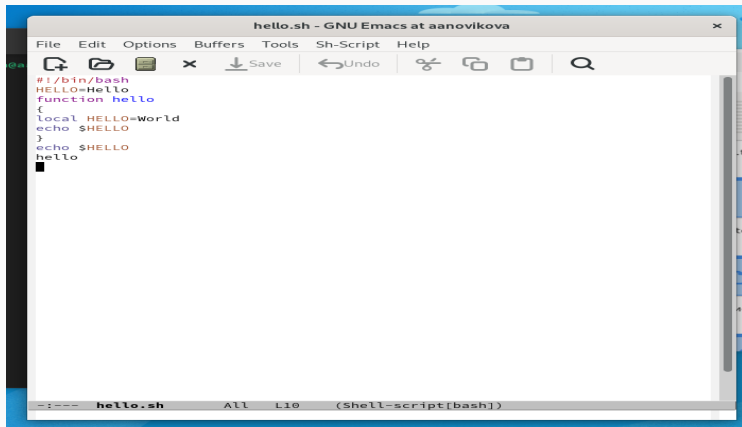 hello.sh - GNU Emacs at aanovikova
File Edit Options Buffers Tools Sh-Script Help
Save Undo
#!/bin/bash
HELLO=Hello
function hello
{
local HELLO=World
echo $HELLO
}
echo $HELLO
hello
-:--- hello.sh All L10 (Shell-script[bash])